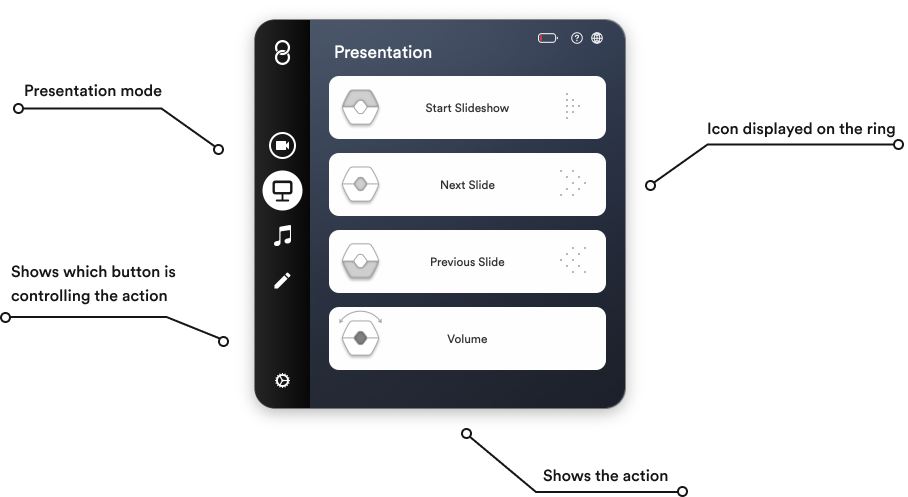 Presentation
Presentation mode
Start Slideshow
Icon displayed on the ring
Next Slide
Previous Slide
Shows which button is
controlling the action
Volume
Shows the action